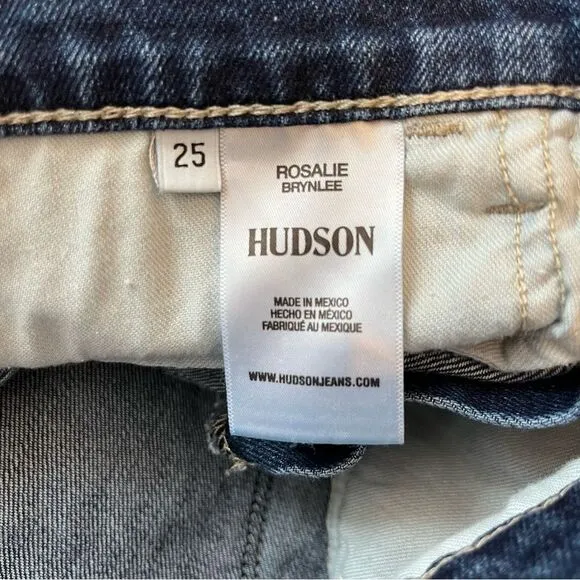 25
ROSALIE
BRYNLEE
HUDSON
MADE IN MEXICO
HECHO EN MÉXICO
FABRIQUÉ AU MEXIQUE
WWW.HUDSONJEANS.COM